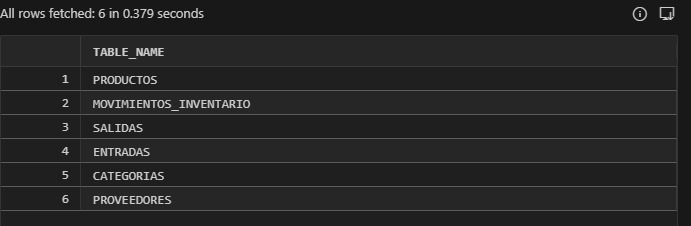 All rows fetched: 6 in 0.379 seconds
TABLE_NAME
1 PRODUCTOS
2 MOVIMIENTOS_INVENTARIO
3 SALIDAS
4 ENTRADAS
5 CATEGORIAS
6 PROVEEDORES